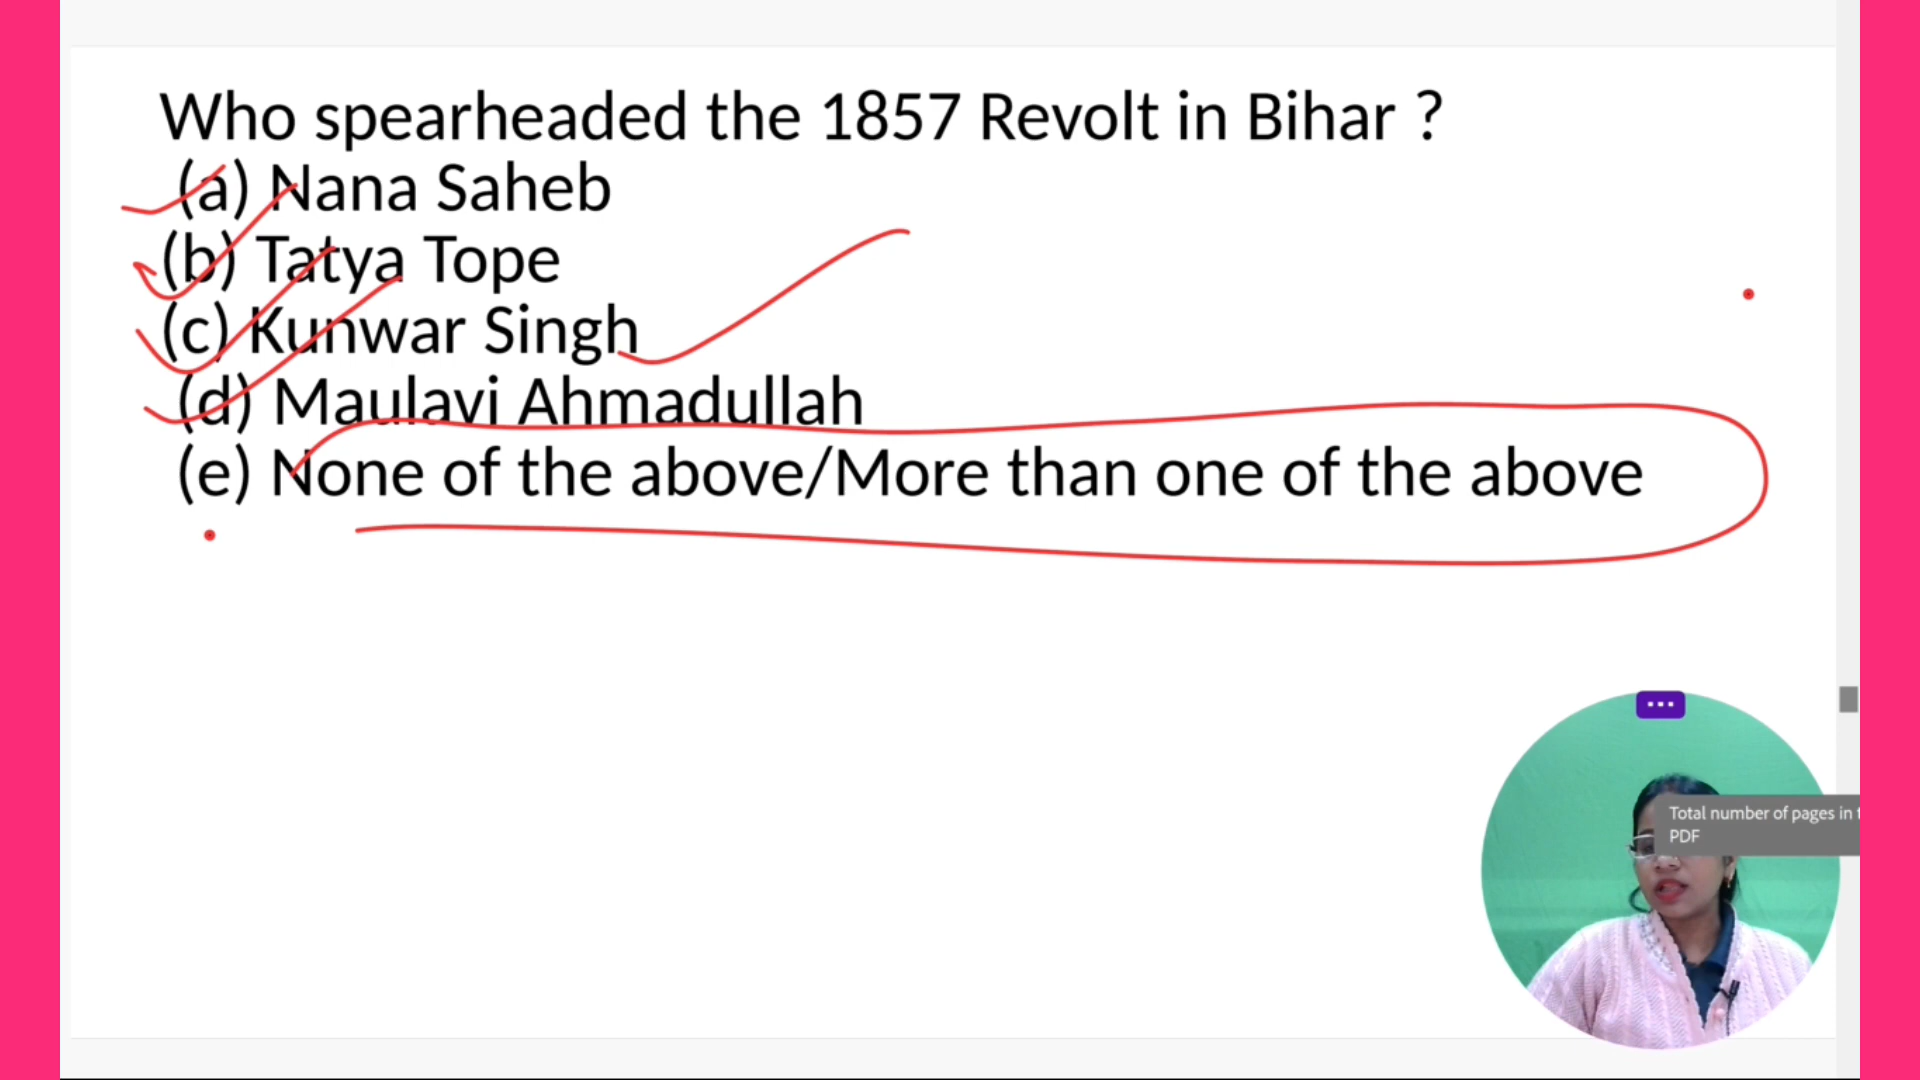 Who spearheaded the 1857 Revolt in Bihar ?
(a) Nana Saheb
(b) Tatya Tope
(c) Kunwar Singh
(d) Maulavi Ahmadullah
(e) None of the above/More than one of the above
Total number of pages in
PDF